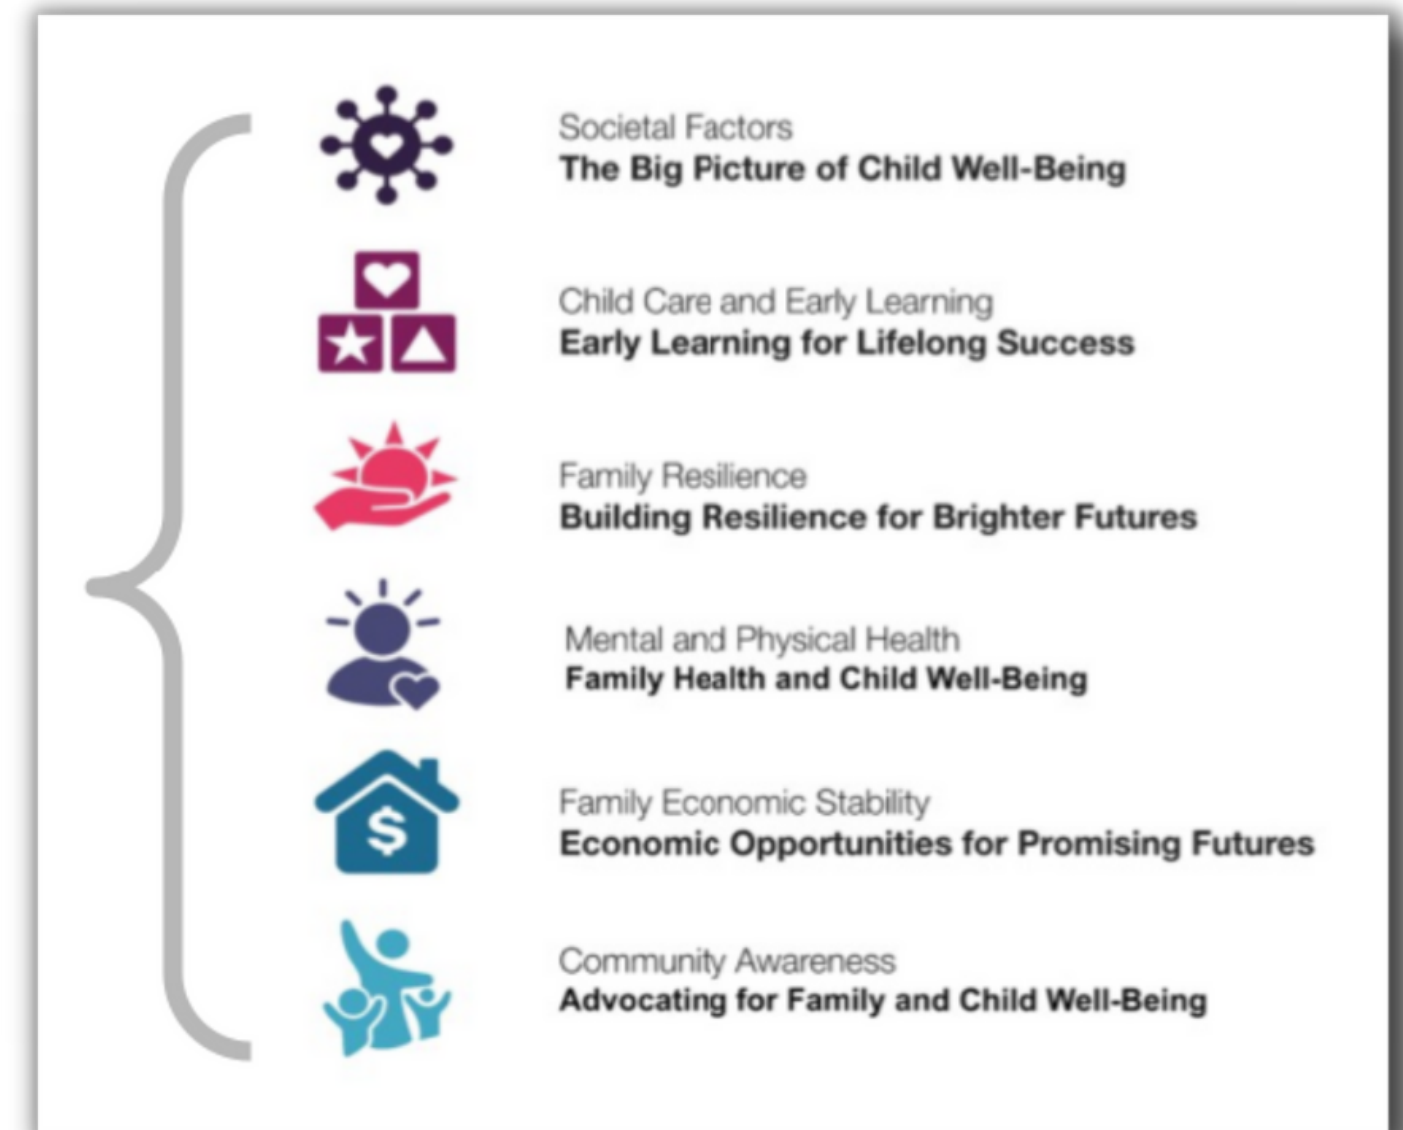 Societal Factors
The Big Picture of Child Well-Being
Child Care and Early Learning
Early Learning for Lifelong Success
Family Resilience
Building Resilience for Brighter Futures
Mental and Physical Health
Family Health and Child Well-Being
$
Family Economic Stability
Economic Opportunities for Promising Futures
Community Awareness
Advocating for Family and Child Well-Being